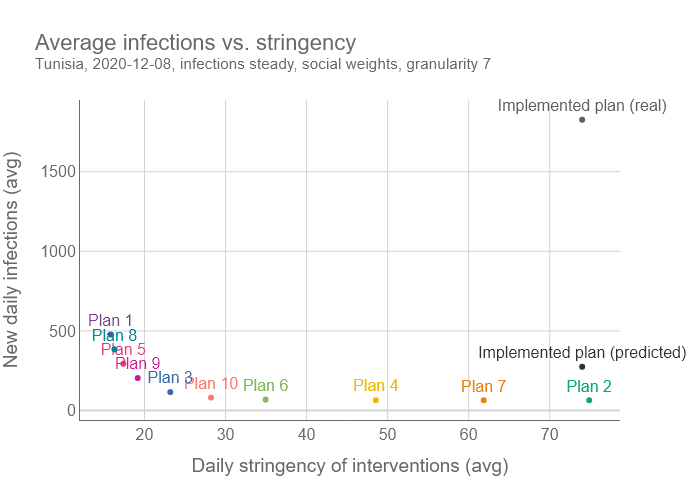 Average infections vs. stringency
Tunisia, 2020-12-08, infections steady, social weights, granularity 7
New daily infections (avg)
1500
1000
500
0
Implemented plan (real)
Plan 1
Plan 8
Plan 5
Plan 9
Plan 3
Plan 10
Plan 6
Plan 4
Plan 7
Implemented plan (predicted)
Plan 2
20 30 40 50 60 70
Daily stringency of interventions (avg)